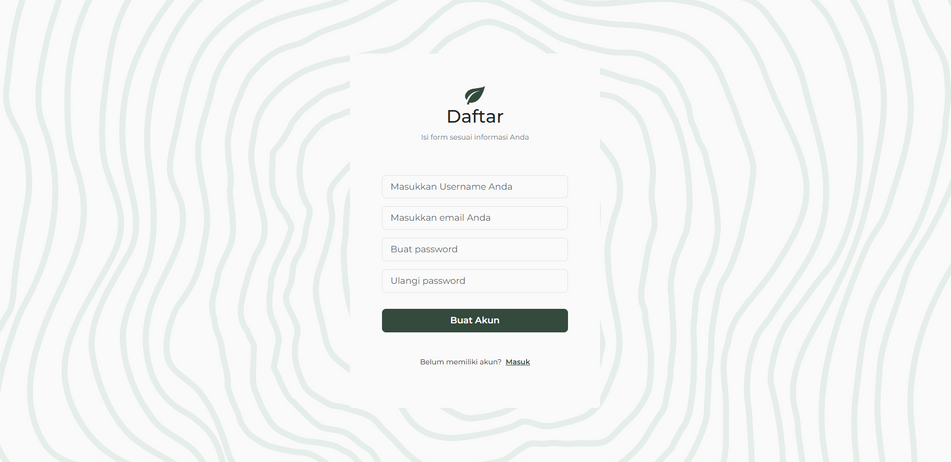 Daftar
Isi form sesuai informasi Anda
Masukkan Username Anda
Masukkan email Anda
Buat password
Ulangi password
Buat Akun
Belum memiliki akun? Masuk